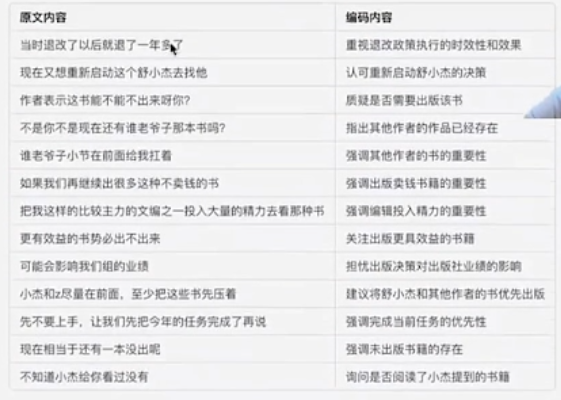 原文内容 编码内容
当时退改了以后就退了一年多了 重视退改政策执行的时效性和效果
现在又想重新启动这个舒小杰去找他 认可重新启动舒小杰的决策
作者表示这书能不能不出来呀你? 质疑是否需要出版该书
不是你不是现在还有谁老爷子那本书吗? 指出其他作者的作品已经存在
谁老爷子小节在前面给我扛着 强调其他作者的书的重要性
如果我们再继续出很多这种不卖钱的书 强调出版卖钱书籍的重要性
把我这样的比较主力的文编之一投入大量的精力去看那种书 强调编辑投入精力的重要性
更有效益的书势必出不出来 关注出版更具效益的书籍
可能会影响我们组的业绩 担忧出版决策对出版社业绩的影响
小杰和z尽量在前面，至少把这些书先压着 建议将舒小杰和其他作者的书优先出版
先不要上手，让我们先把今年的任务完成了再说 强调完成当前任务的优先性
现在相当于还有一本没出呢 强调未出版书籍的存在
不知道小杰给你看过没有 询问是否阅读了小杰提到的书籍